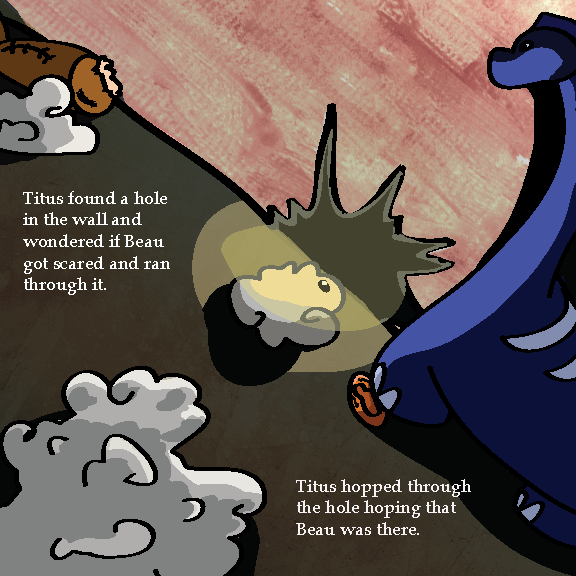 Titus found a hole
in the wall and
wondered if Beau
got scared and ran
through it.
Titus hopped through
the hole hoping that
Beau was there.